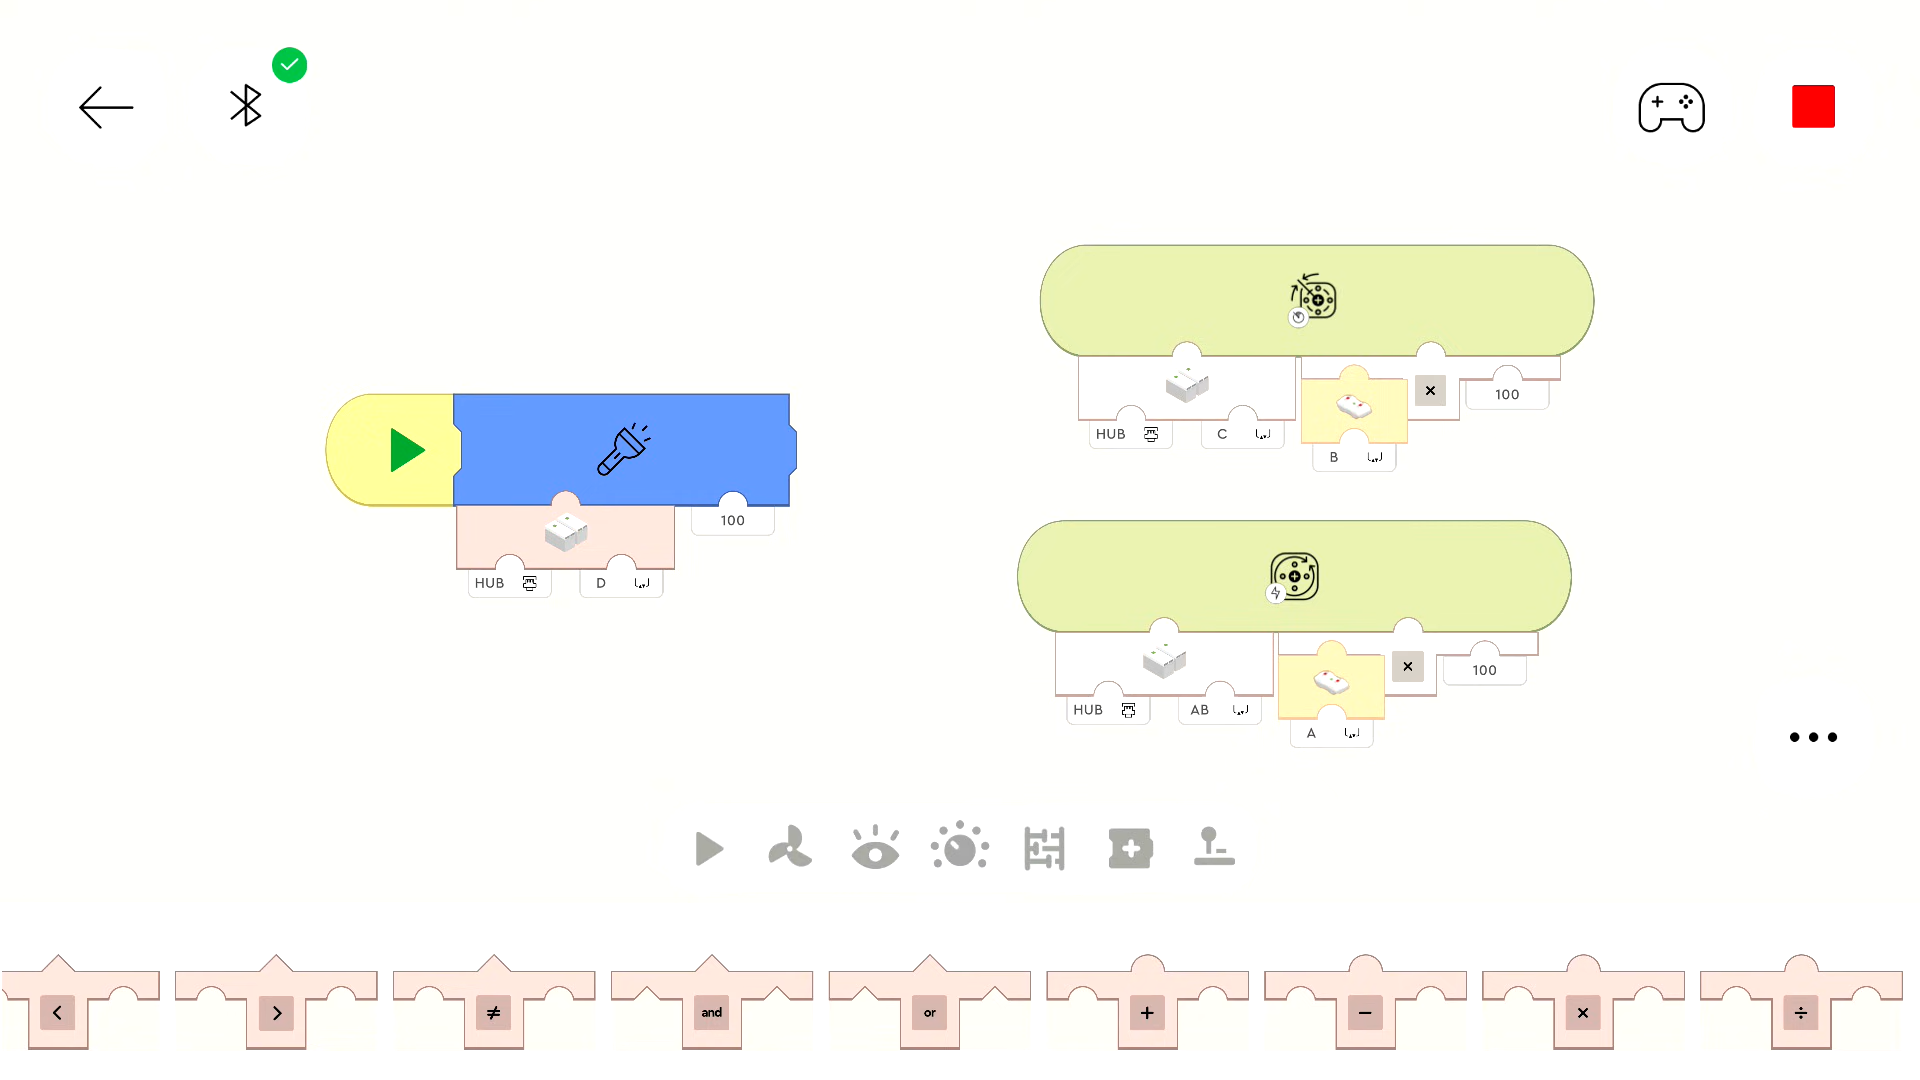 100
HUB D
100
HUB C
B
100
HUB AB
A
< > ≠ and or + − × ÷